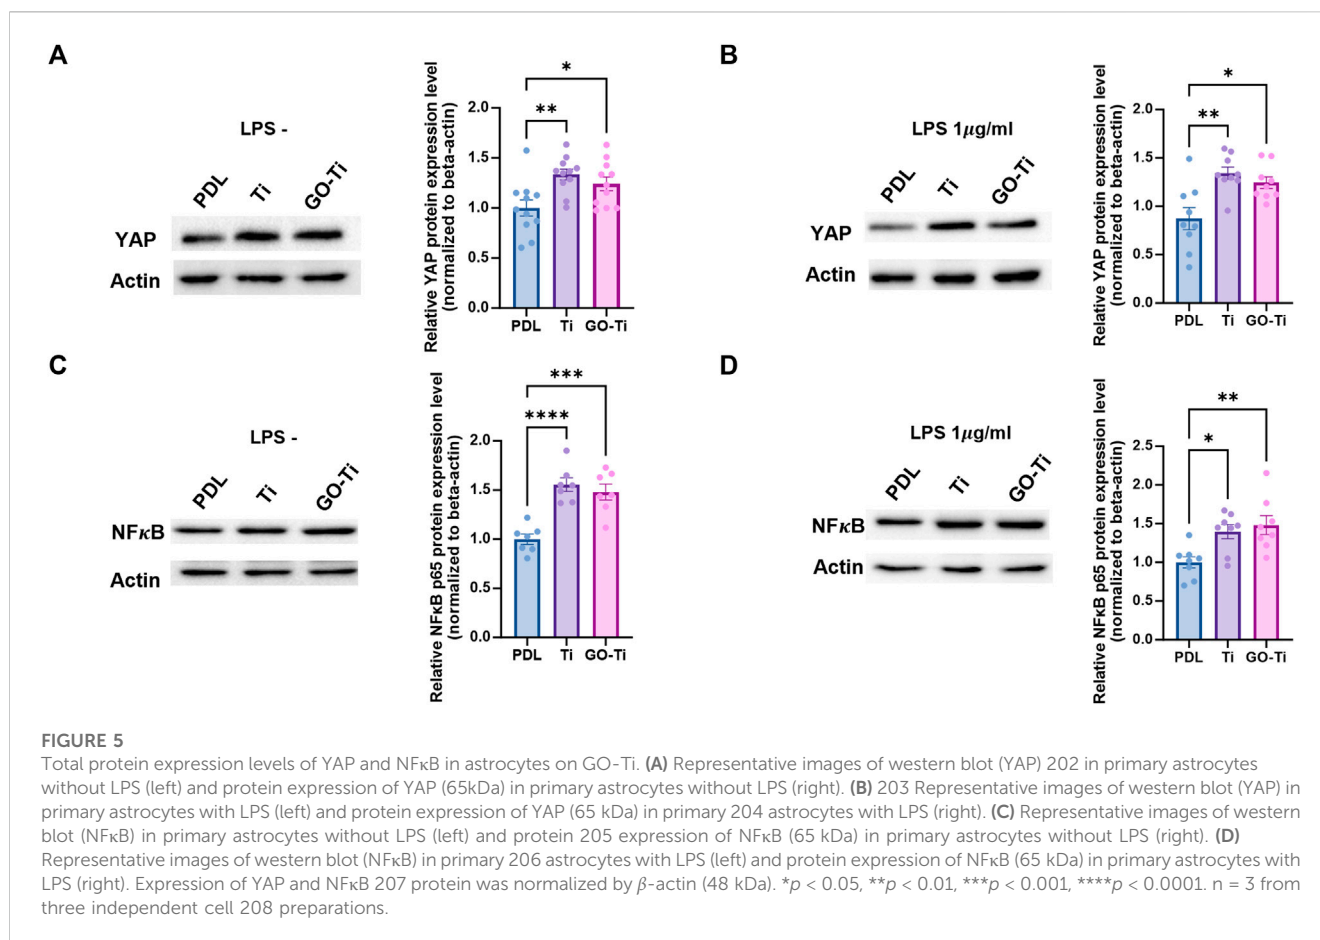 A
LPS -
PDL
Ti
GO-Ti
YAP
Actin
Relative YAP protein expression level
(normalized to beta-actin)
2.0
1.5
1.0
0.5
0.0
*
**
PDL
Ti
GO-Ti
B
LPS 1μg/ml
PDL
Ti
GO-Ti
YAP
Actin
Relative YAP protein expression level
(normalized to beta-actin)
2.0
1.5
1.0
0.5
0.0
*
**
PDL
Ti
GO-Ti
C
LPS -
PDL
Ti
GO-Ti
NFκB
Actin
Relative NFκB p65 protein expression level
(normalized to beta-actin)
2.0
1.5
1.0
0.5
0.0
***
****
PDL
Ti
GO-Ti
D
LPS 1μg/ml
PDL
Ti
GO-Ti
NFκB
Actin
Relative NFκB p65 protein expression level
(normalized to beta-actin)
2.5
2.0
1.5
1.0
0.5
0.0
**
*
PDL
Ti
GO-Ti
FIGURE 5
Total protein expression levels of YAP and NFκB in astrocytes on GO-Ti. (A) Representative images of western blot (YAP) 202 in primary astrocytes
without LPS (left) and protein expression of YAP (65kDa) in primary astrocytes without LPS (right). (B) 203 Representative images of western blot (YAP) in
primary astrocytes with LPS (left) and protein expression of YAP (65 kDa) in primary 204 astrocytes with LPS (right). (C) Representative images of western
blot (NFκB) in primary astrocytes without LPS (left) and protein 205 expression of NFκB (65 kDa) in primary astrocytes without LPS (right). (D)
Representative images of western blot (NFκB) in primary 206 astrocytes with LPS (left) and protein expression of NFκB (65 kDa) in primary astrocytes with
LPS (right). Expression of YAP and NFκB 207 protein was normalized by β-actin (48 kDa). *p < 0.05, **p < 0.01, ***p < 0.001, ****p < 0.0001. n = 3 from
three independent cell 208 preparations.